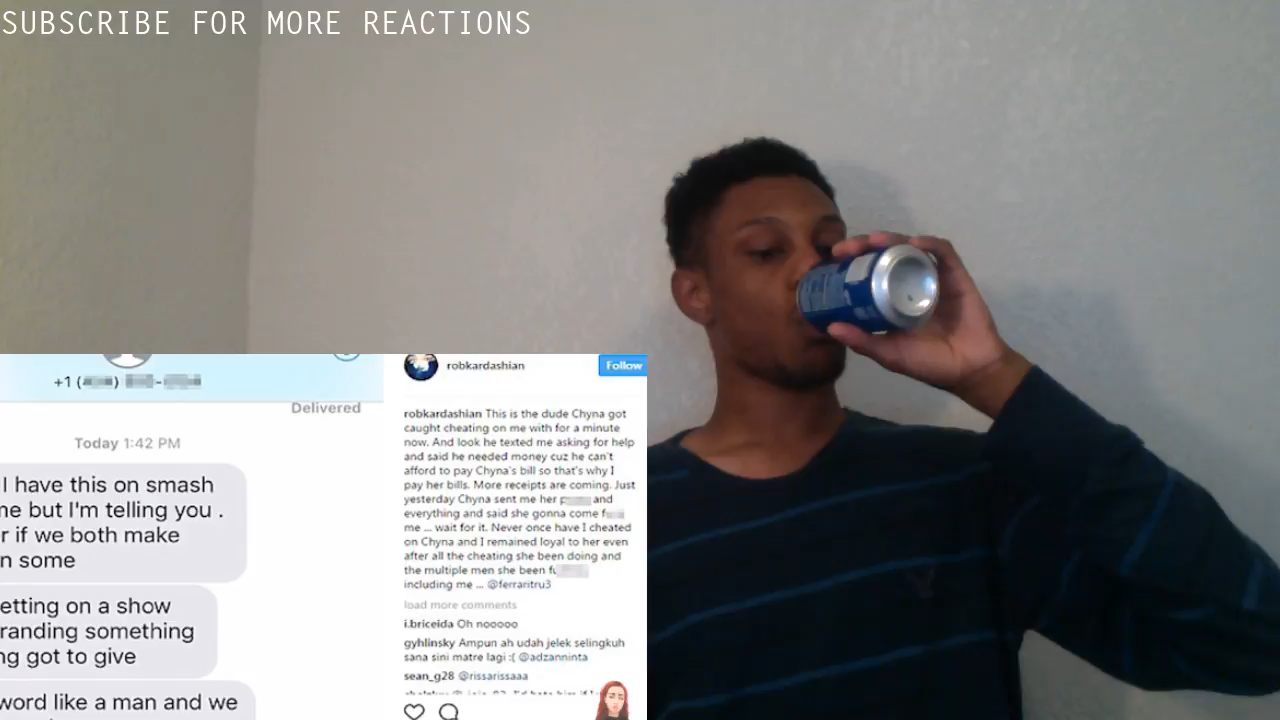 SUBSCRIBE FOR MORE REACTIONS
+1 (
Delivered
Today 1:42 PM
I have this on smash
me but I'm telling you .
r if we both make
n some
etting on a show
randing something
ng got to give
word like a man and we
robkardashian
Follow
robkardashian This is the dude Chyna got
caught cheating on me with for a minute
now. And look he texted me asking for help
and said he needed money cuz he can't
afford to pay Chyna's bill so that's why I
pay her bills. More receipts are coming. Just
yesterday Chyna sent me her p and
everything and said she gonna come f
me ... wait for it. Never once have I cheated
on Chyna and I remained loyal to her even
after all the cheating she been doing and
the multiple men she been fu
including me ... @ferraritru3
load more comments
i.briceida Oh nooooo
gyhlinsky Ampun ah udah jelek selingkuh
sana sini matre lagi :( @adzanninta
sean_g28 @rissarissaaa